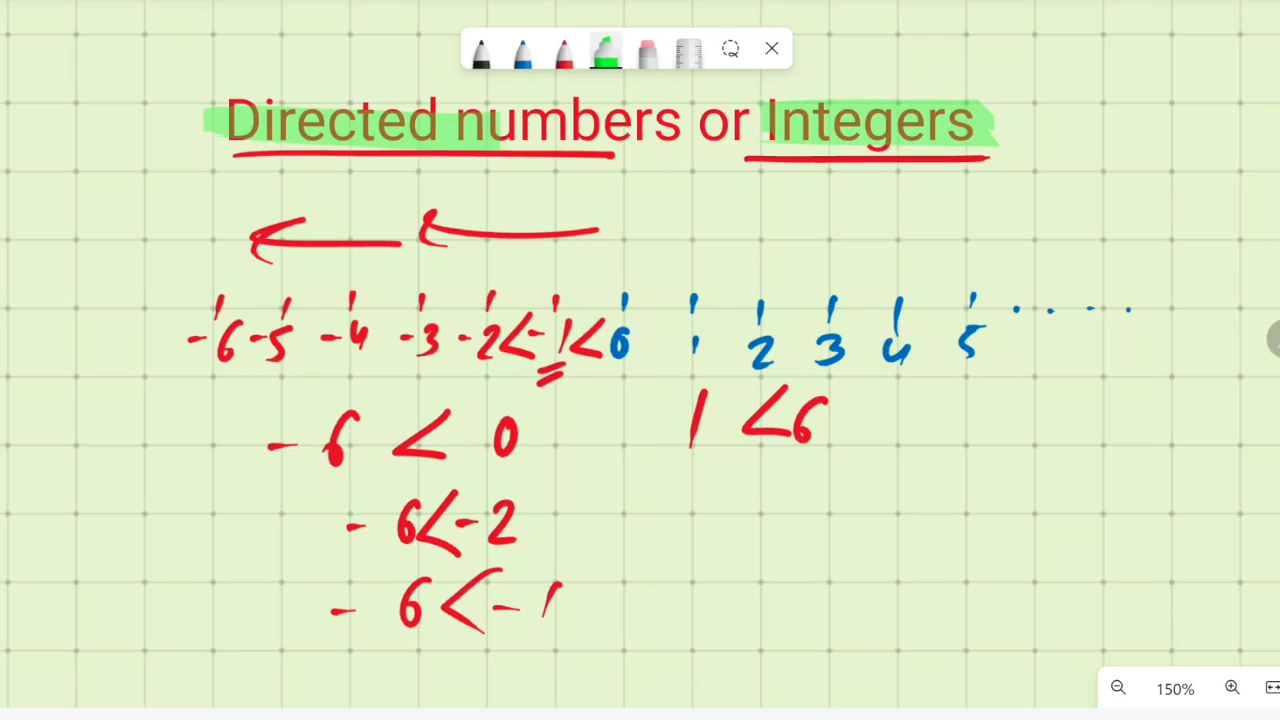 Directed numbers or Integers
-6 -5 -4 -3 -2 < -1 < 0 1 2 3 4 5 ....
-6 < 0 1 < 6
-6 < -2
-6 < -1
150%